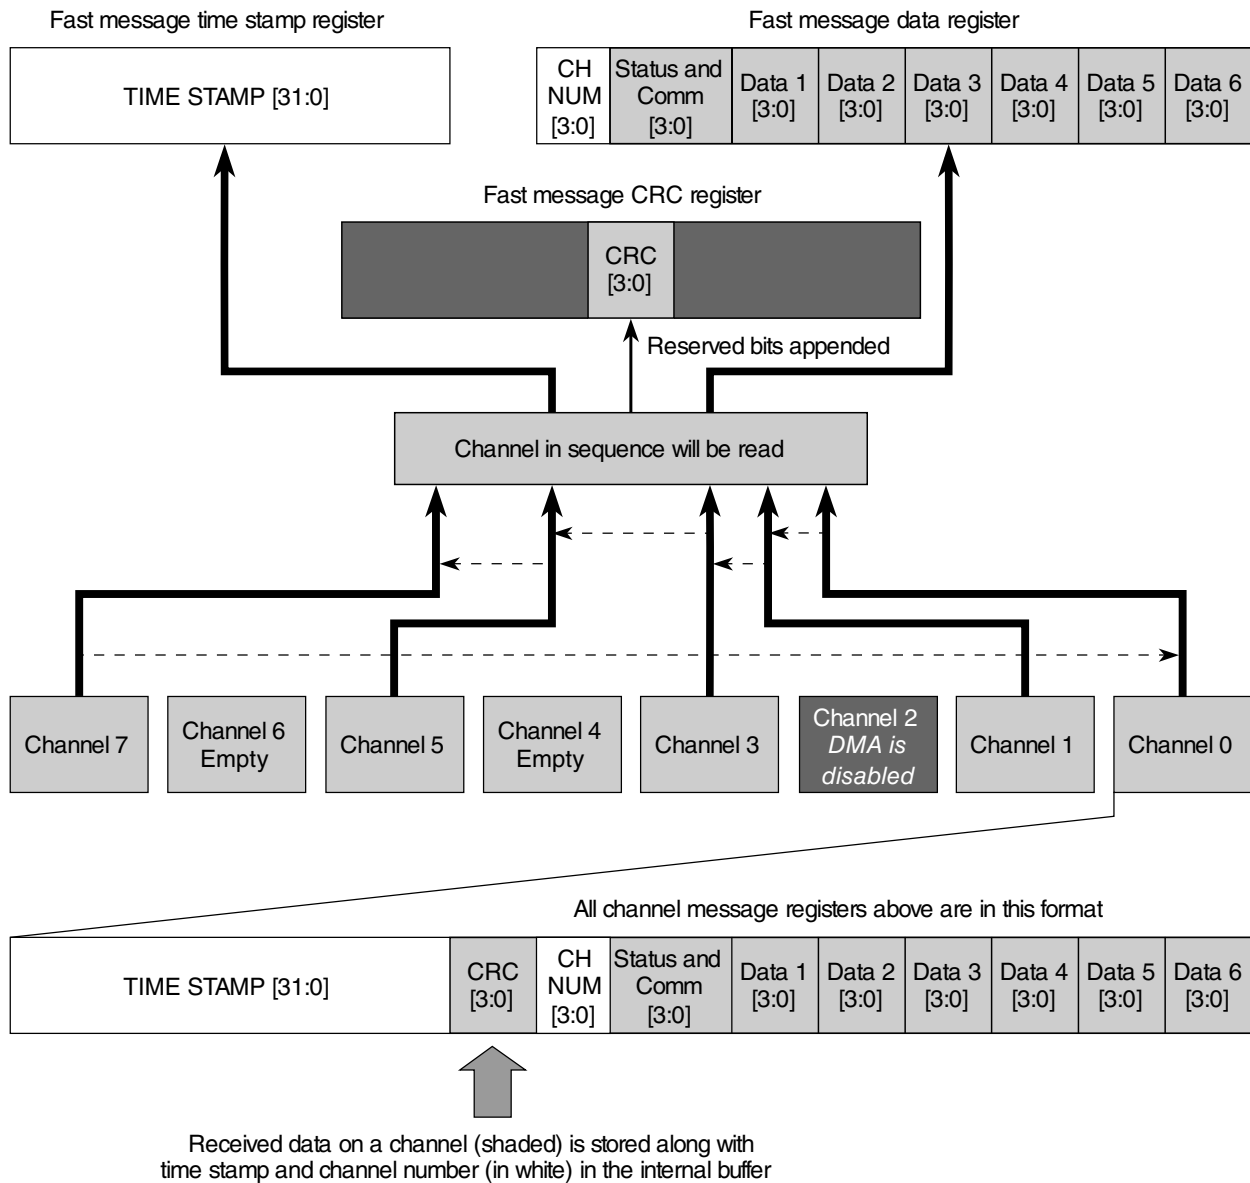 Fast message time stamp register
Fast message data register
TIME STAMP [31:0]
CH
NUM
[3:0]
Status and
Comm
[3:0]
Data 1
[3:0]
Data 2
[3:0]
Data 3
[3:0]
Data 4
[3:0]
Data 5
[3:0]
Data 6
[3:0]
Fast message CRC register
CRC
[3:0]
Reserved bits appended
Channel in sequence will be read
Channel 7
Channel 6
Empty
Channel 5
Channel 4
Empty
Channel 3
Channel 2
DMA is
disabled
Channel 1
Channel 0
All channel message registers above are in this format
TIME STAMP [31:0]
CRC
[3:0]
CH
NUM
[3:0]
Status and
Comm
[3:0]
Data 1
[3:0]
Data 2
[3:0]
Data 3
[3:0]
Data 4
[3:0]
Data 5
[3:0]
Data 6
[3:0]
Received data on a channel (shaded) is stored along with
time stamp and channel number (in white) in the internal buffer